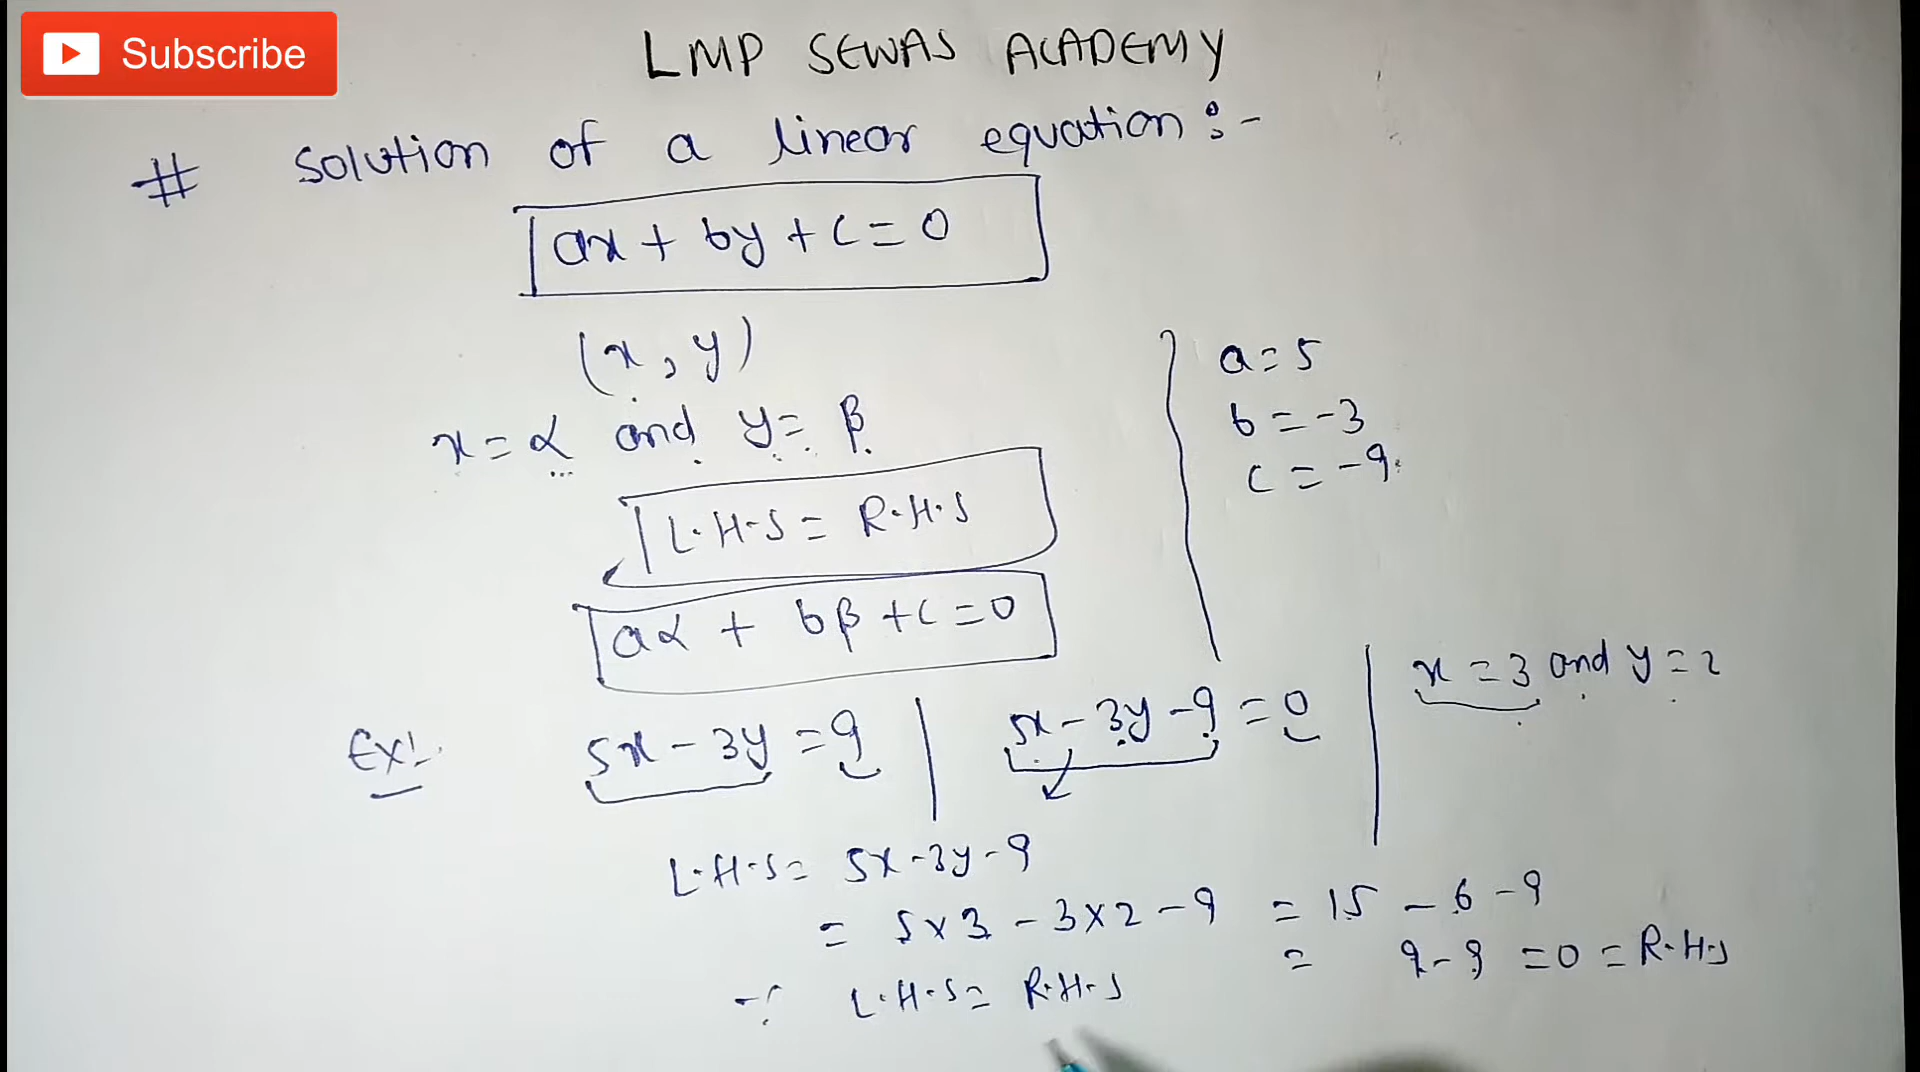 Subscribe
LMP SEWAS ACADEMY
# Solution of a linear equation :-
ax + by + c = 0
(x, y)
x = α and y = β
L.H.S = R.H.S
aα + bβ + c = 0
a = 5
b = -3
c = -9
Ex!
5x - 3y = 9
5x - 3y - 9 = 0
x = 3 and y = 2
L.H.S = 5x - 3y - 9
= 5x3 - 3x2 - 9 = 15 - 6 - 9
= 9 - 9 = 0 = R.H.S
∵ L.H.S = R.H.S